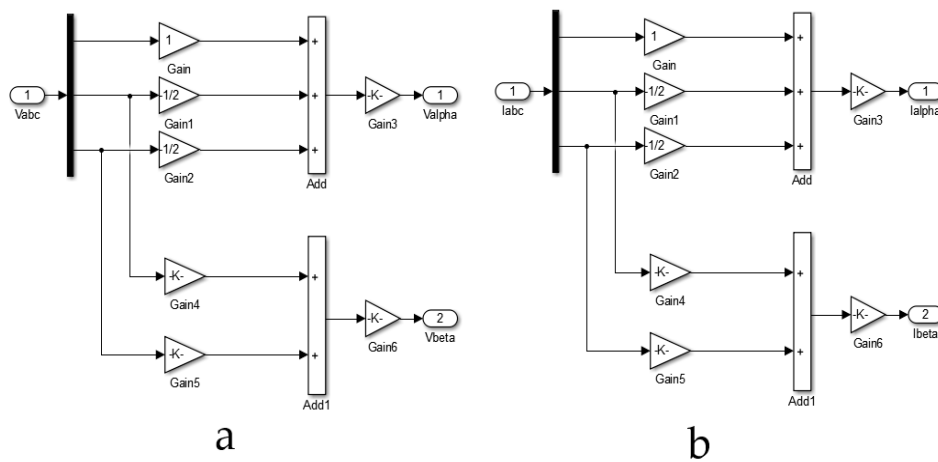 1
Gain
1
Vabc
-1/2
Gain1
-1/2
Gain2
+
+
+
Add
-K-
Gain3
1
Valpha
-K-
Gain4
-K-
Gain5
+
+
Add1
-K-
Gain6
2
Vbeta
a
1
Gain
1
Iabc
-1/2
Gain1
-1/2
Gain2
+
+
+
Add
-K-
Gain3
1
Ialpha
-K-
Gain4
-K-
Gain5
+
+
Add1
-K-
Gain6
2
Ibeta
b